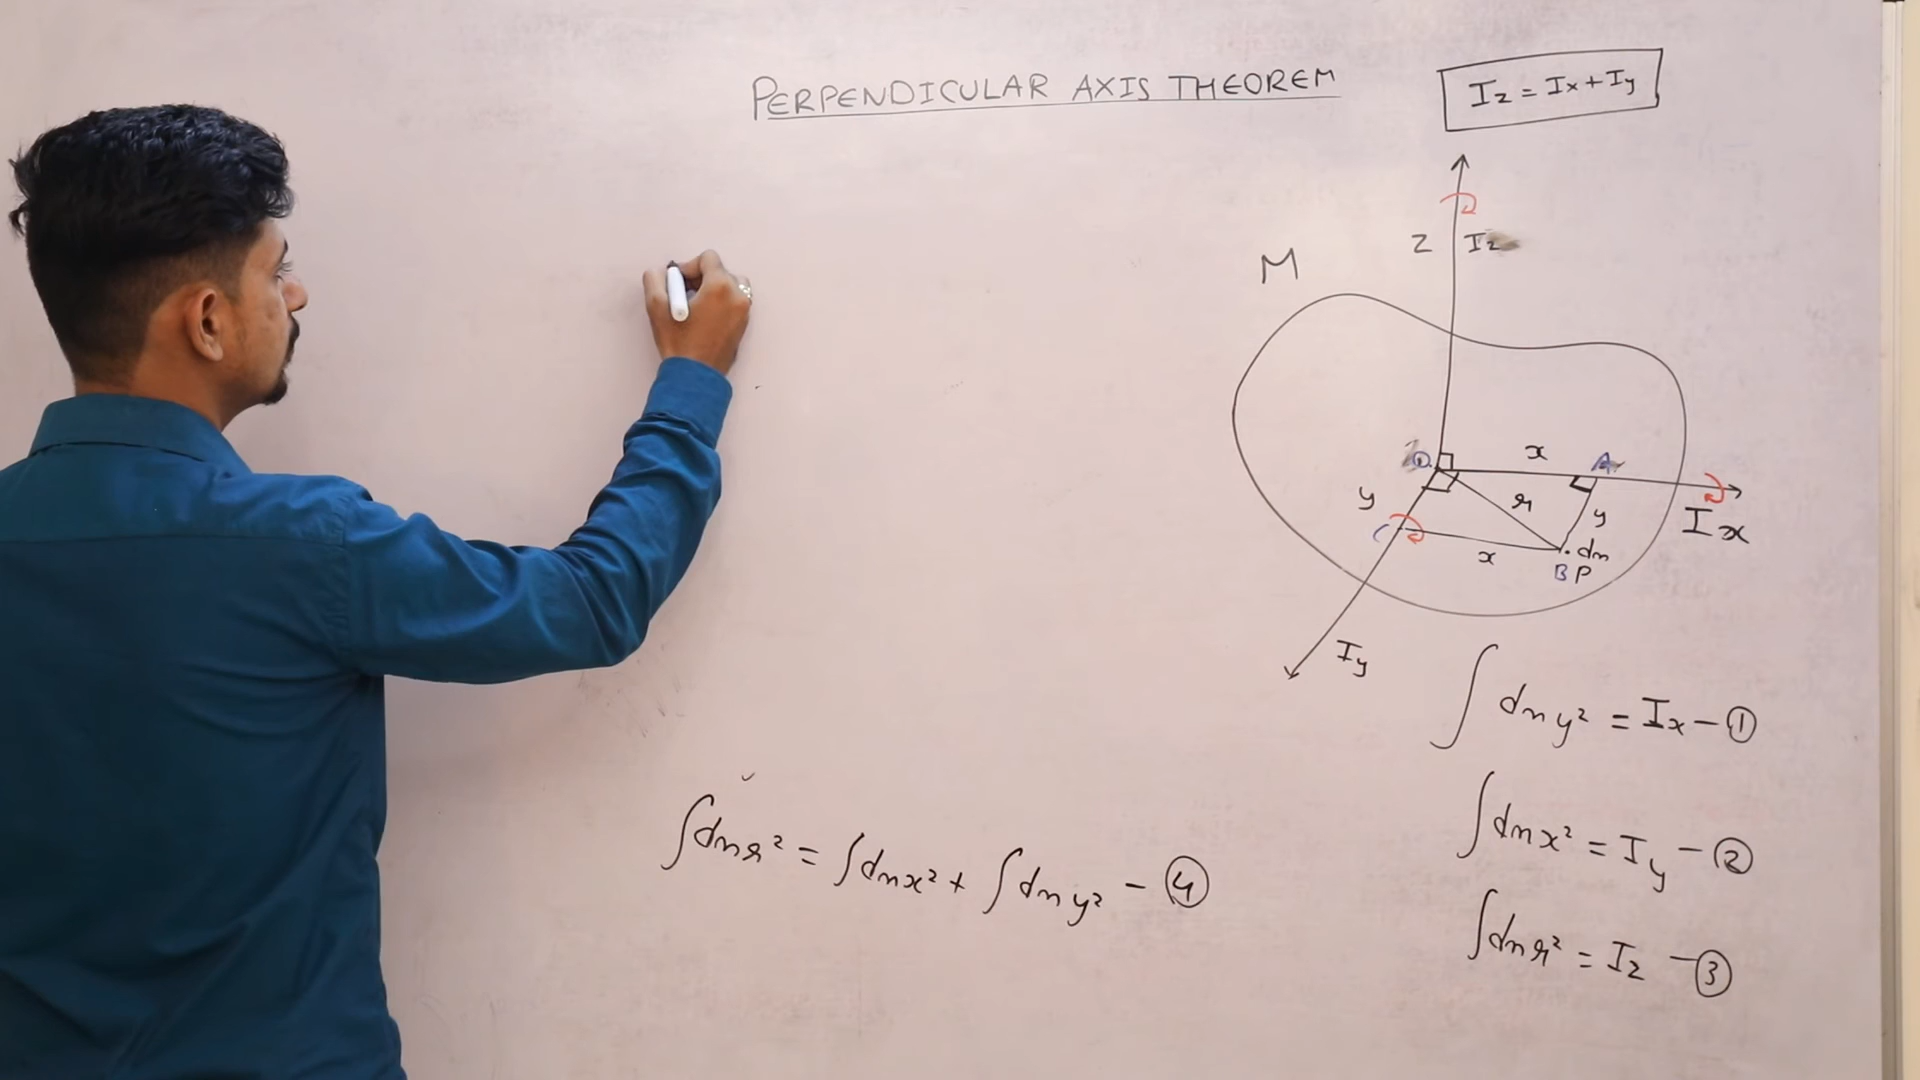 PERPENDICULAR AXIS THEOREM
Iz = Ix + Iy
Z Iz
M
x A
y r y
C x dm
B P
Ix
Iy
∫ dm y² = Ix – ①
∫ dm x² = Iy – ②
∫ dm r² = ∫ dm x² + ∫ dm y² – ④
∫ dm r² = Iz – ③